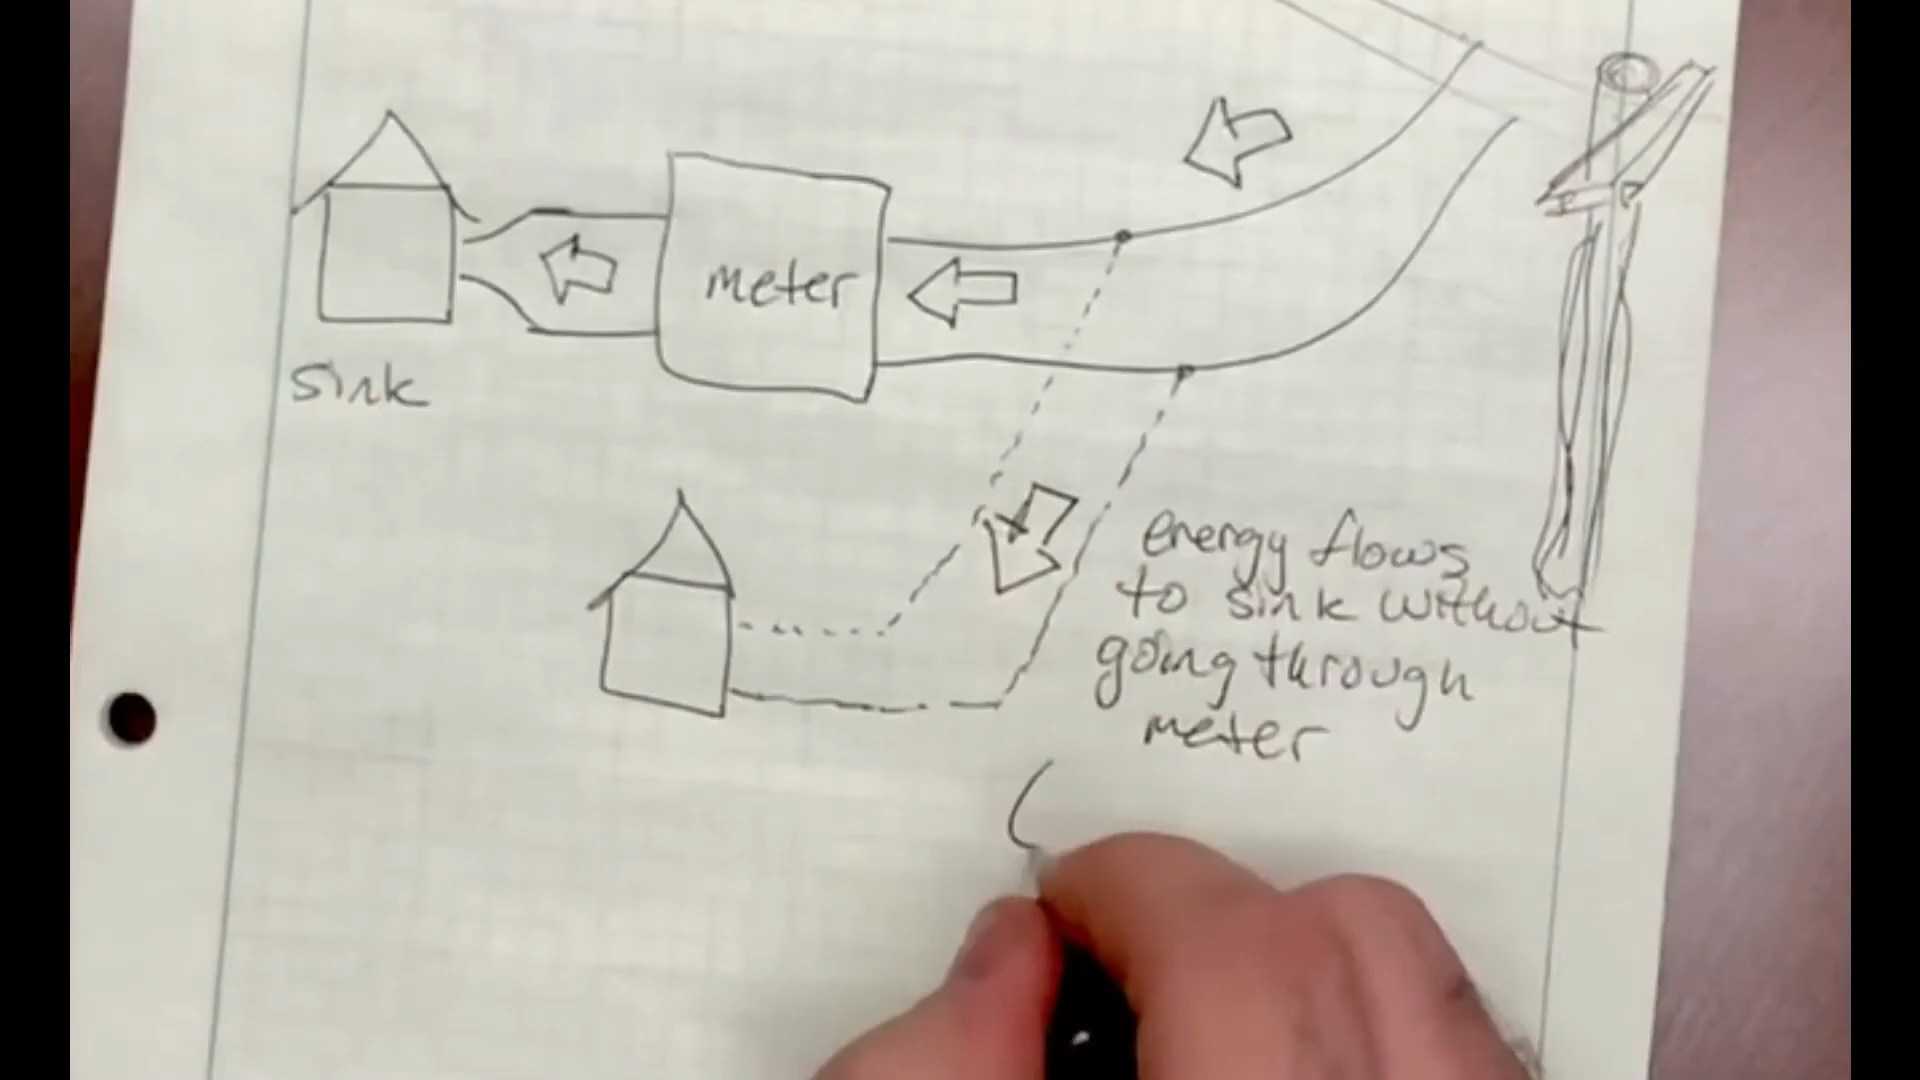 meter
sink
energy flows
to sink without
going through
meter